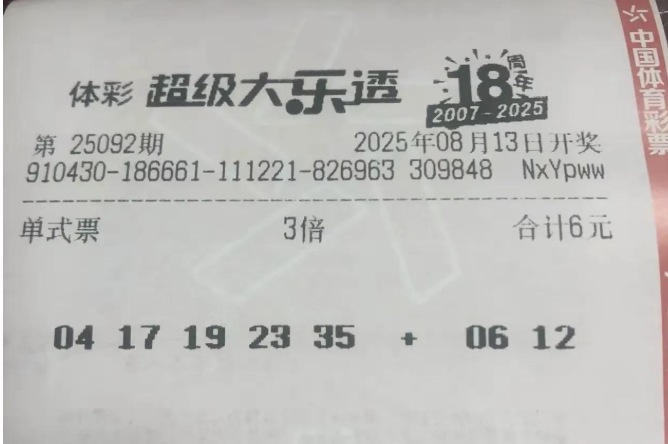 体彩 超级大乐透 18周年
2007-2025
第 25092期 2025年08月13日开奖
910430-186661-111221-826963 309848 NxYpww
单式票 3倍 合计6元
04 17 19 23 35 + 06 12
中国体育彩票